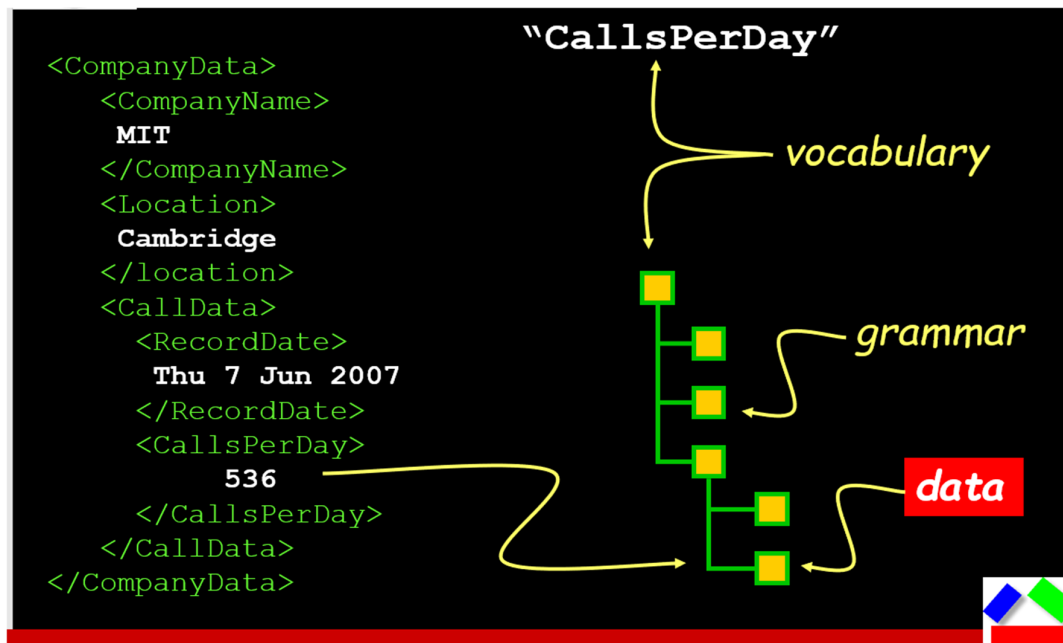 “CallsPerDay”
<CompanyData>
<CompanyName>
MIT
</CompanyName>
<Location>
Cambridge
</location>
<CallData>
<RecordDate>
Thu 7 Jun 2007
</RecordDate>
<CallsPerDay>
536
</CallsPerDay>
</CallData>
</CompanyData>
vocabulary
grammar
data